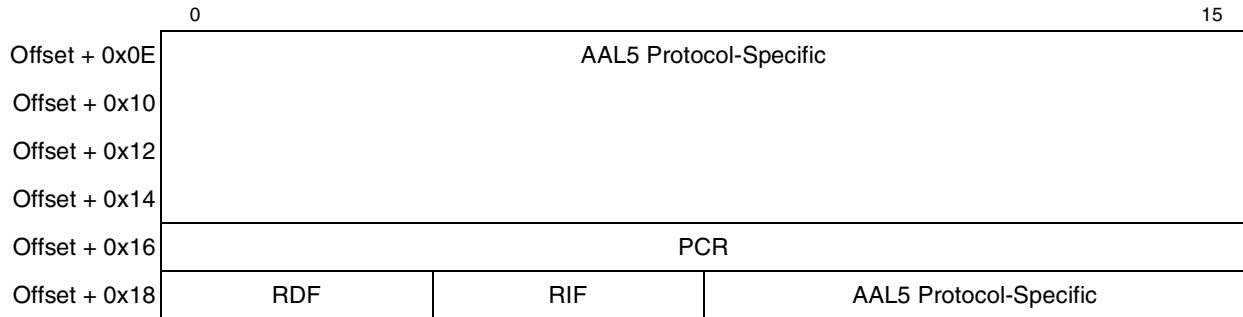 0 15
Offset + 0x0E AAL5 Protocol-Specific
Offset + 0x10
Offset + 0x12
Offset + 0x14
Offset + 0x16 PCR
Offset + 0x18 RDF RIF AAL5 Protocol-Specific